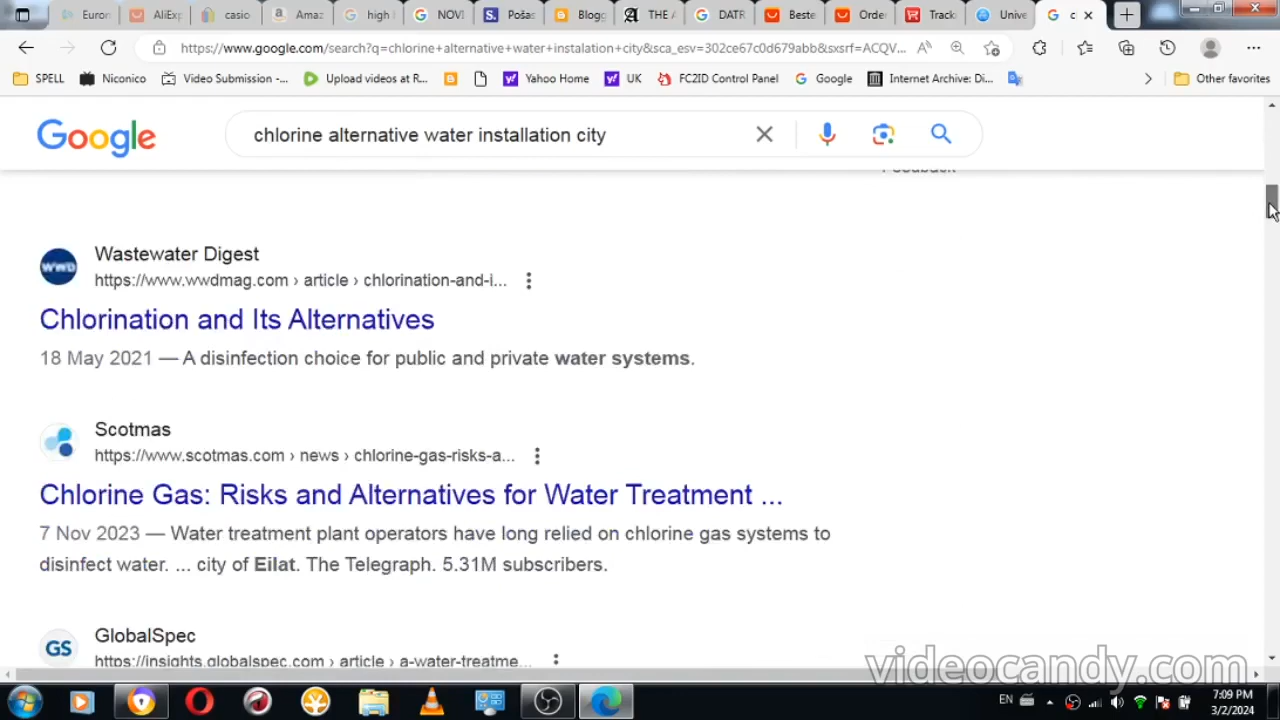 Euron
AliExp
casio
Amaz
high l
NOVI
Pošas
Blogg
THE A
DATR
Beste
Orde
Track
Unive
c
https://www.google.com/search?q=chlorine+alternative+water+instalation+city&sca_esv=302ce67c0d679abb&sxsrf=ACQV...
SPELL
Niconico
Video Submission -...
Upload videos at R...
Yahoo Home
UK
FC2ID Control Panel
Google
Internet Archive: Di...
Other favorites
Google
chlorine alternative water installation city
Feedback
WWD
Wastewater Digest
https://www.wwdmag.com › article › chlorination-and-i...
Chlorination and Its Alternatives
18 May 2021 — A disinfection choice for public and private water systems.
Scotmas
https://www.scotmas.com › news › chlorine-gas-risks-a...
Chlorine Gas: Risks and Alternatives for Water Treatment ...
7 Nov 2023 — Water treatment plant operators have long relied on chlorine gas systems to
disinfect water. ... city of Eilat. The Telegraph. 5.31M subscribers.
GS
GlobalSpec
https://insights.globalspec.com › article › a-water-treatme...
videocandy.com
EN
7:09 PM
3/2/2024